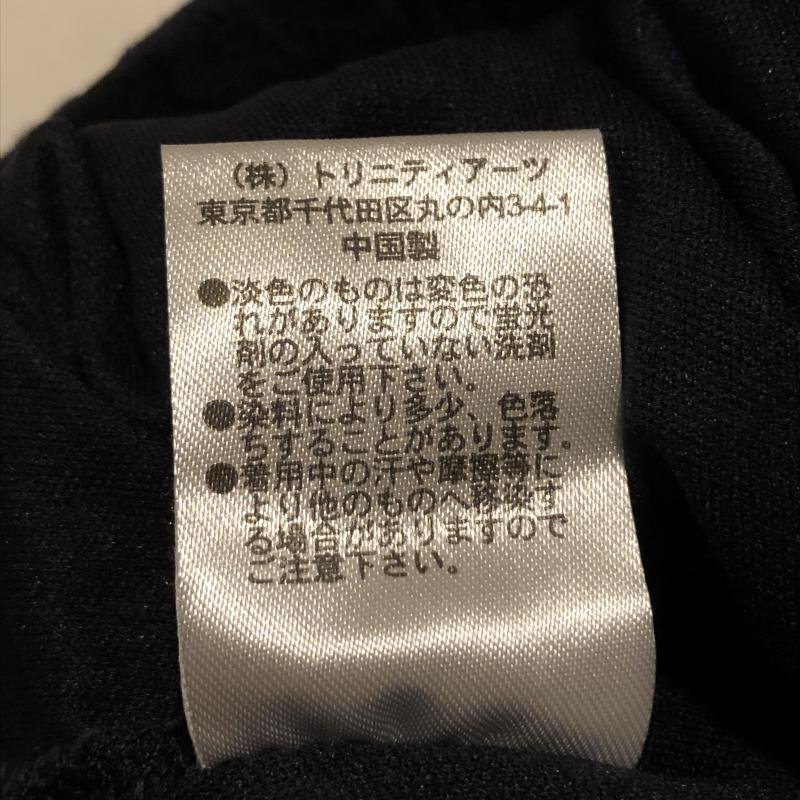 (株)トリニティアーツ
東京都千代田区丸の内3-4-1
中国製
●淡色のものは変色の恐
れがありますので蛍光
剤の入っていない洗剤
をご使用下さい。
●染料により多少、色落
ちすることがあります。
●着用中の汗や摩擦等に
より他のものへ移染す
る場合がありますので
ご注意下さい。